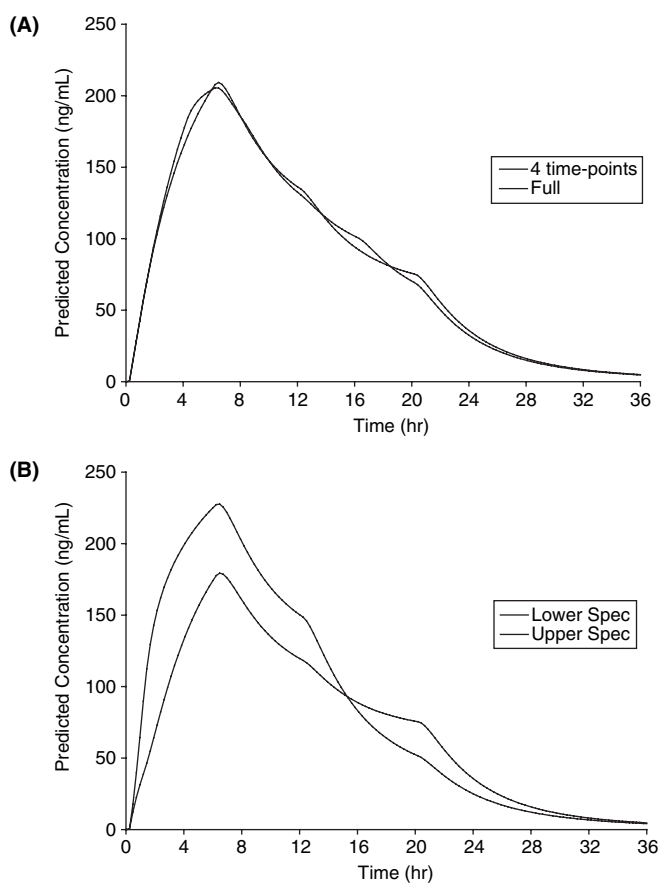 (A)
250
200
150
100
50
0
Predicted Concentration (ng/mL)
4 time-points
Full
0 4 8 12 16 20 24 28 32 36
Time (hr)
(B)
250
200
150
100
50
0
Predicted Concentration (ng/mL)
Lower Spec
Upper Spec
0 4 8 12 16 20 24 28 32 36
Time (hr)